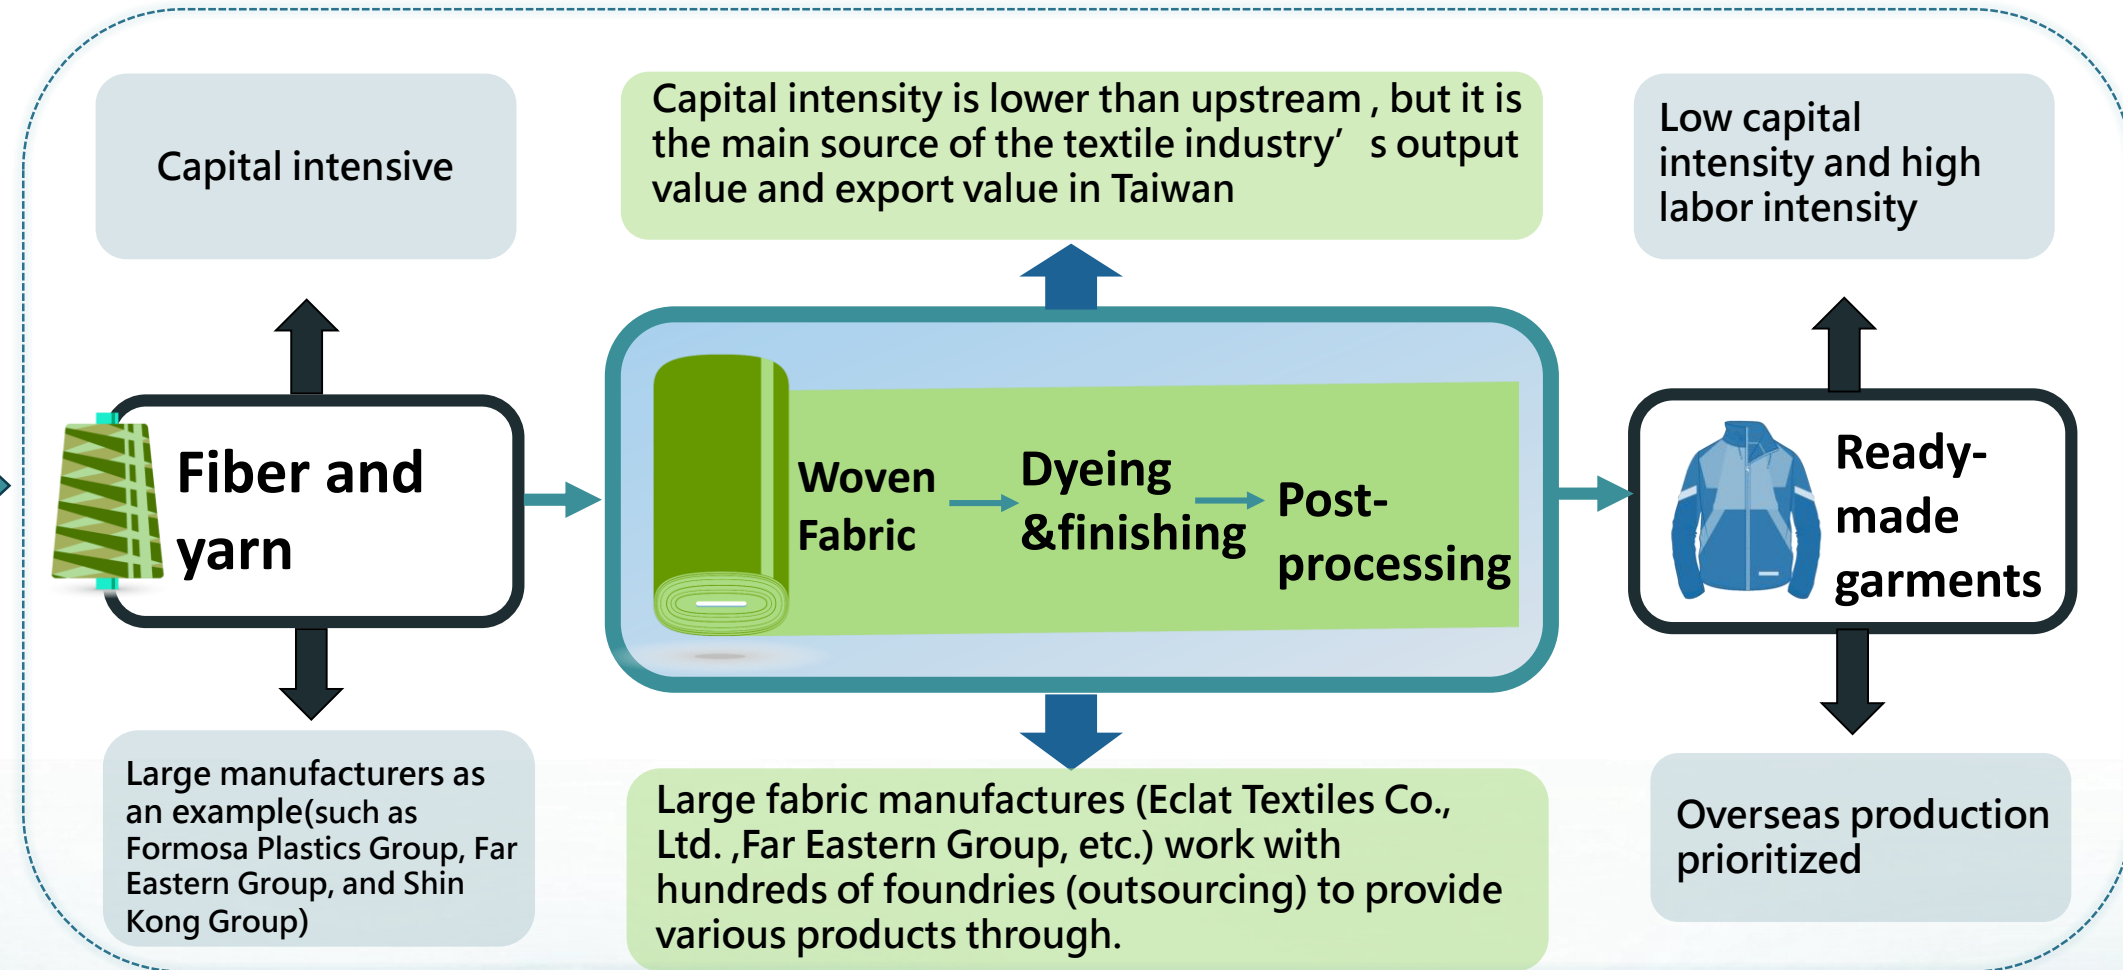 Capital intensive
Capital intensity is lower than upstream , but it is
the main source of the textile industry’ s output
value and export value in Taiwan
Low capital
intensity and high
labor intensity
Fiber and
yarn
Woven
Fabric
Dyeing
&finishing
Post-
processing
Ready-
made
garments
Large manufacturers as
an example(such as
Formosa Plastics Group, Far
Eastern Group, and Shin
Kong Group)
Large fabric manufactures (Eclat Textiles Co.,
Ltd. ,Far Eastern Group, etc.) work with
hundreds of foundries (outsourcing) to provide
various products through.
Overseas production
prioritized